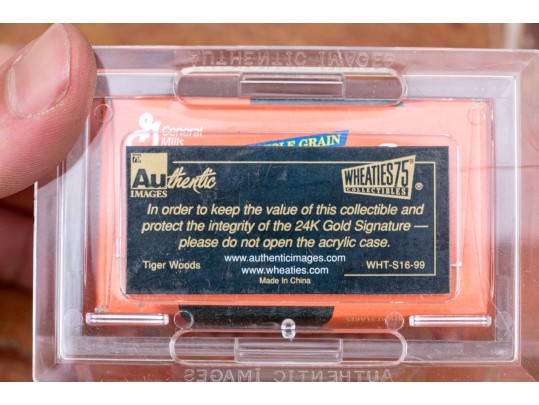 AUTHENTIC IMAGES
General
Mills
WHOLE GRAIN
79
Authentic
IMAGES
WHEATIES 75
COLLECTIBLES ®
In order to keep the value of this collectible and
protect the integrity of the 24K Gold Signature —
please do not open the acrylic case.
www.authenticimages.com
Tiger Woods
www.wheaties.com
WHT-S16-99
Made In China
AUTHENTIC IMAGES